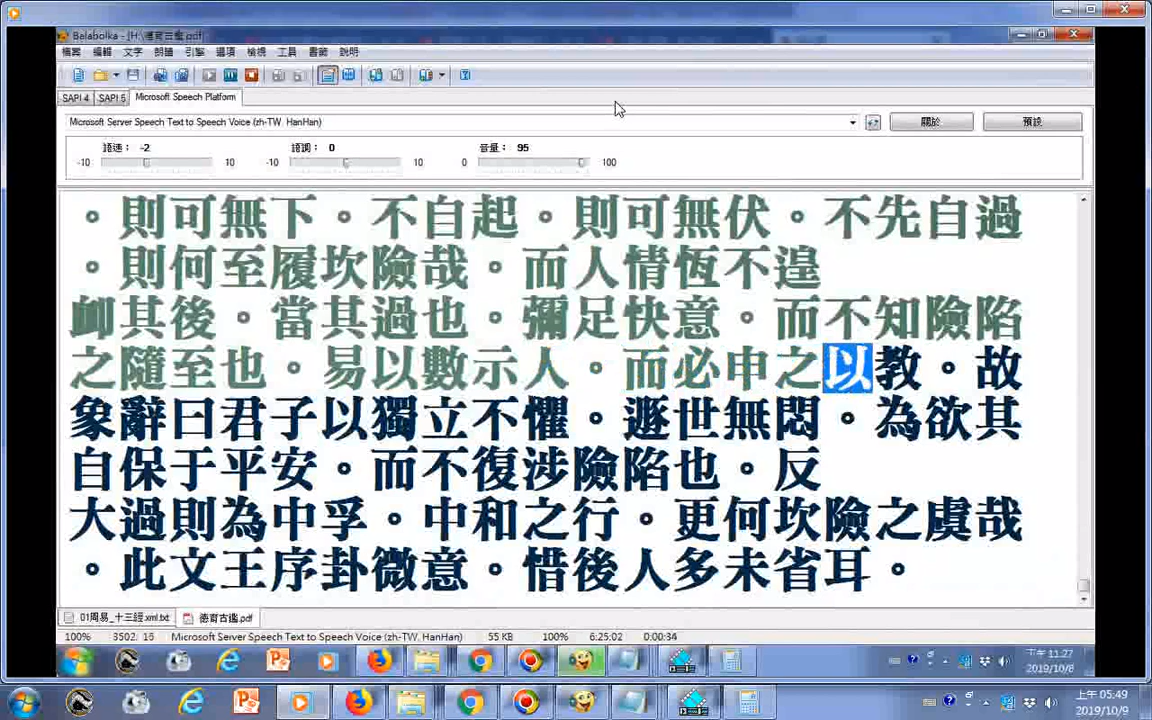 Balabolka - [H:\德育古鑑.pdf]
檔案 編輯 文字 朗讀 引擎 選項 檢視 工具 書籤 說明
SAPI 4 SAPI 5 Microsoft Speech Platform
Microsoft Server Speech Text to Speech Voice (zh-TW, HanHan)
關於 預設
語速： -2 語調： 0 音量： 95
-10 10 -10 10 0 100
。則可無下。不自起。則可無伏。不先自過
。則何至履坎險哉。而人情恆不遑
卹其後。當其過也。彌足快意。而不知險陷
之隨至也。易以數示人。而必申之以教。故
象辭曰君子以獨立不懼。遯世無悶。為欲其
自保于平安。而不復涉險陷也。反
大過則為中孚。中和之行。更何坎險之虞哉
。此文王序卦微意。惜後人多未省耳。
01周易_十三經.xml.txt 德育古鑑.pdf
100% 3502: 16 Microsoft Server Speech Text to Speech Voice (zh-TW, HanHan) 55 KB 100% 6:25:02 0:00:34
下午 11:27
2019/10/8
上午 05:49
2019/10/9